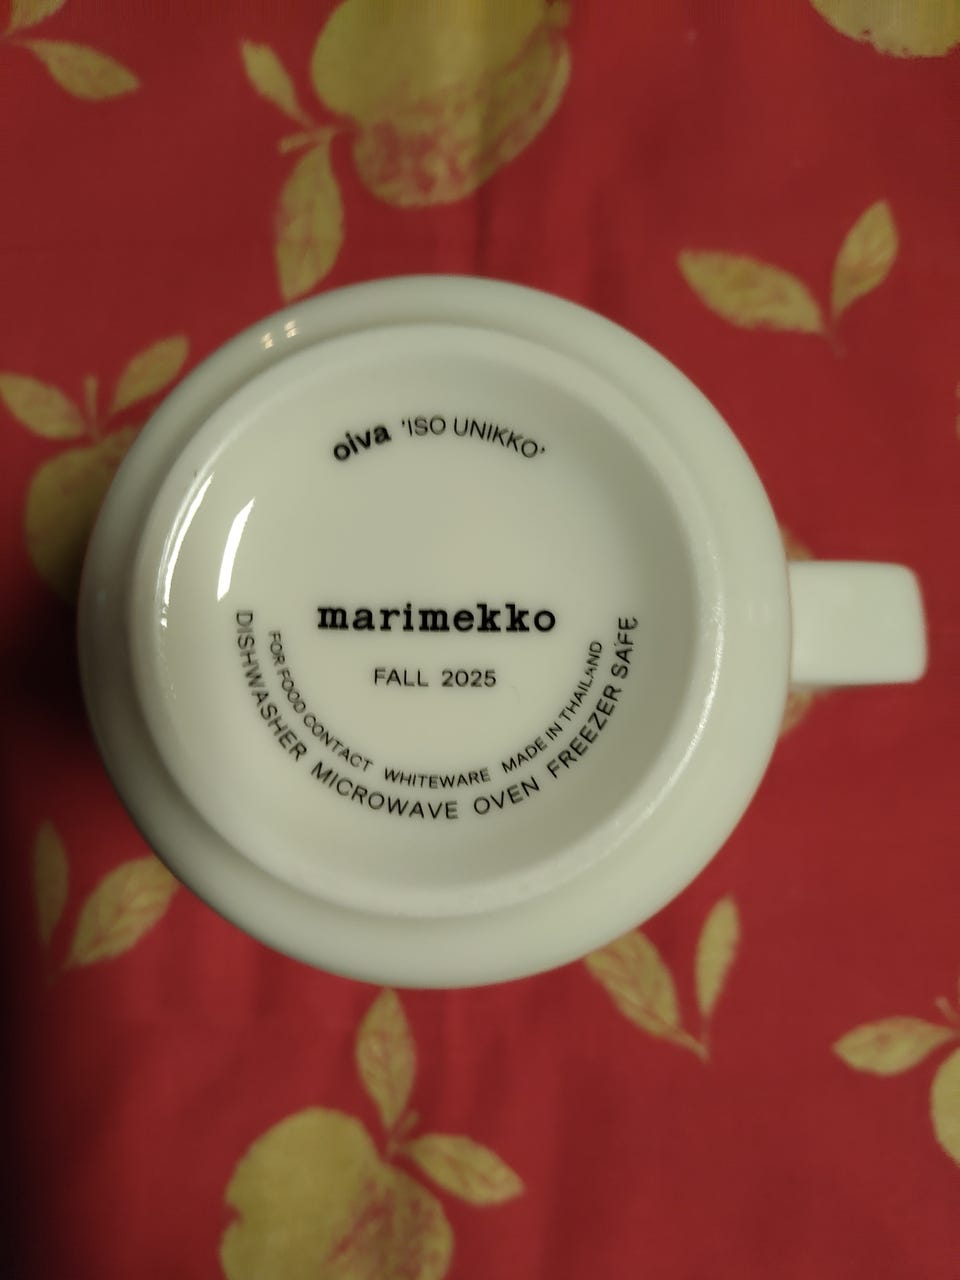 oiva 'ISO UNIKKO'
marimekko
FALL 2025
FOR FOOD CONTACT WHITEWARE MADE IN THAILAND
DISHWASHER MICROWAVE OVEN FREEZER SAFE